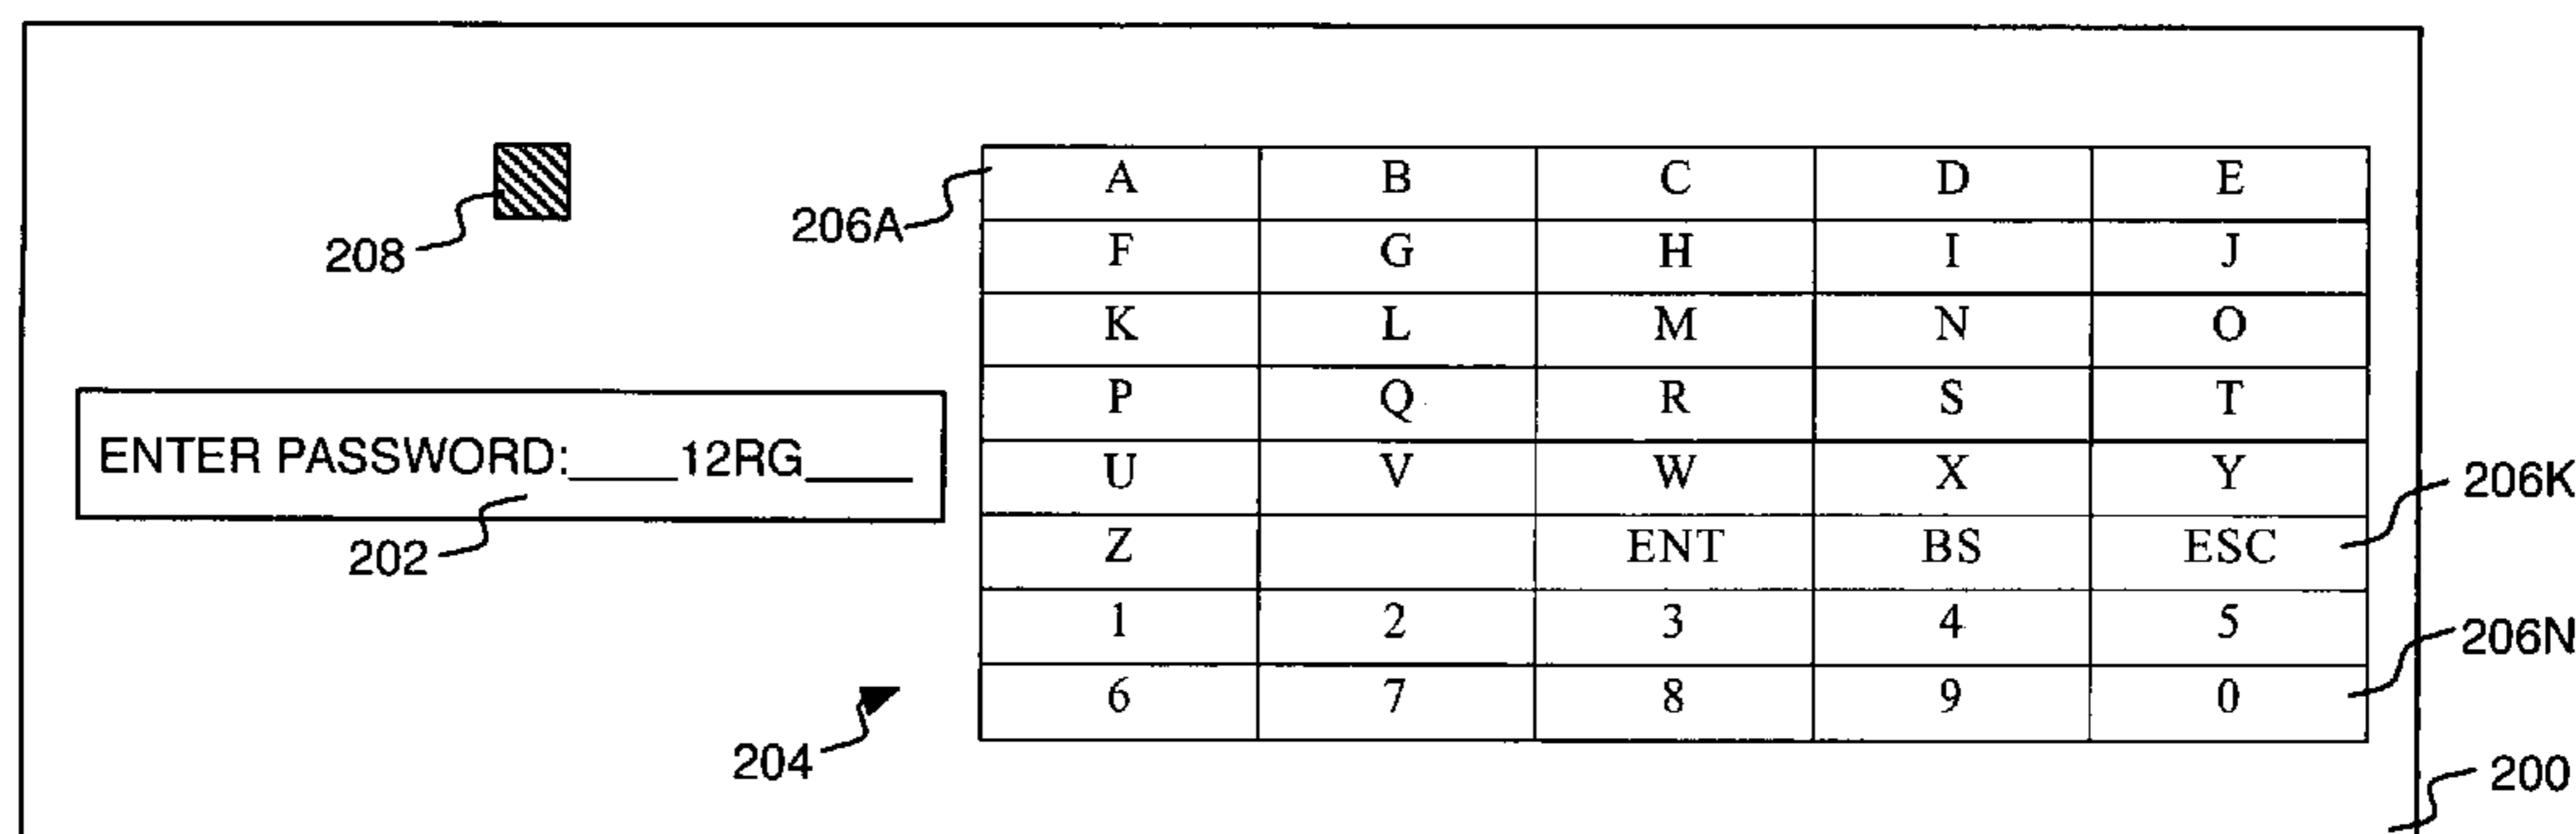 208
206A
A B C D E
F G H I J
K L M N O
P Q R S T
ENTER PASSWORD:____12RG____
U V W X Y
206K
202
Z ENT BS ESC
1 2 3 4 5
206N
6 7 8 9 0
204
200